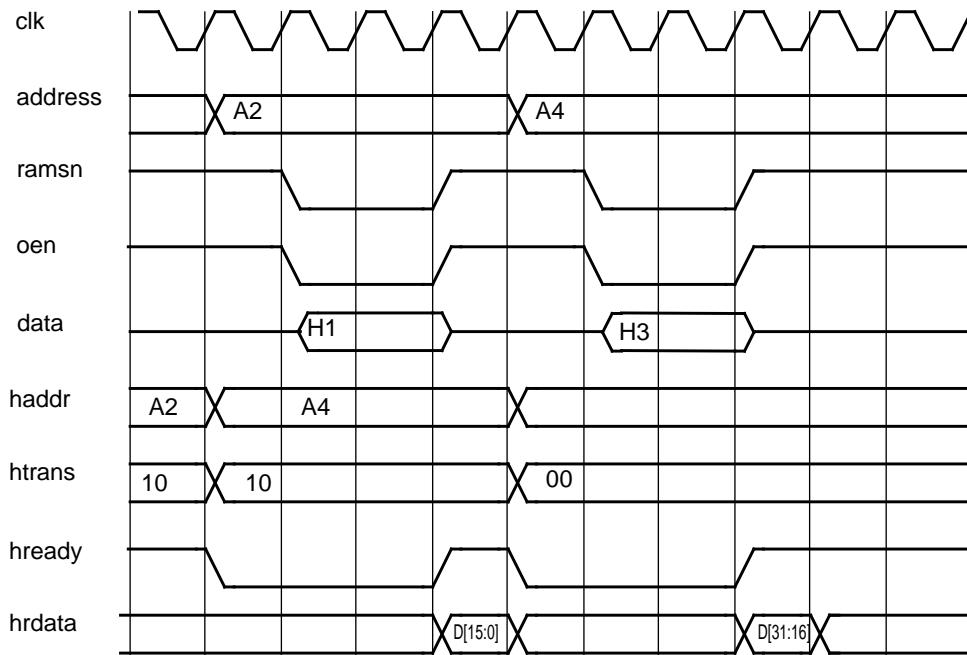 clk
address A2 A4
ramsn
oen
data H1 H3
haddr A2 A4
htrans 10 10 00
hready
hrdata D[15:0] D[31:16]